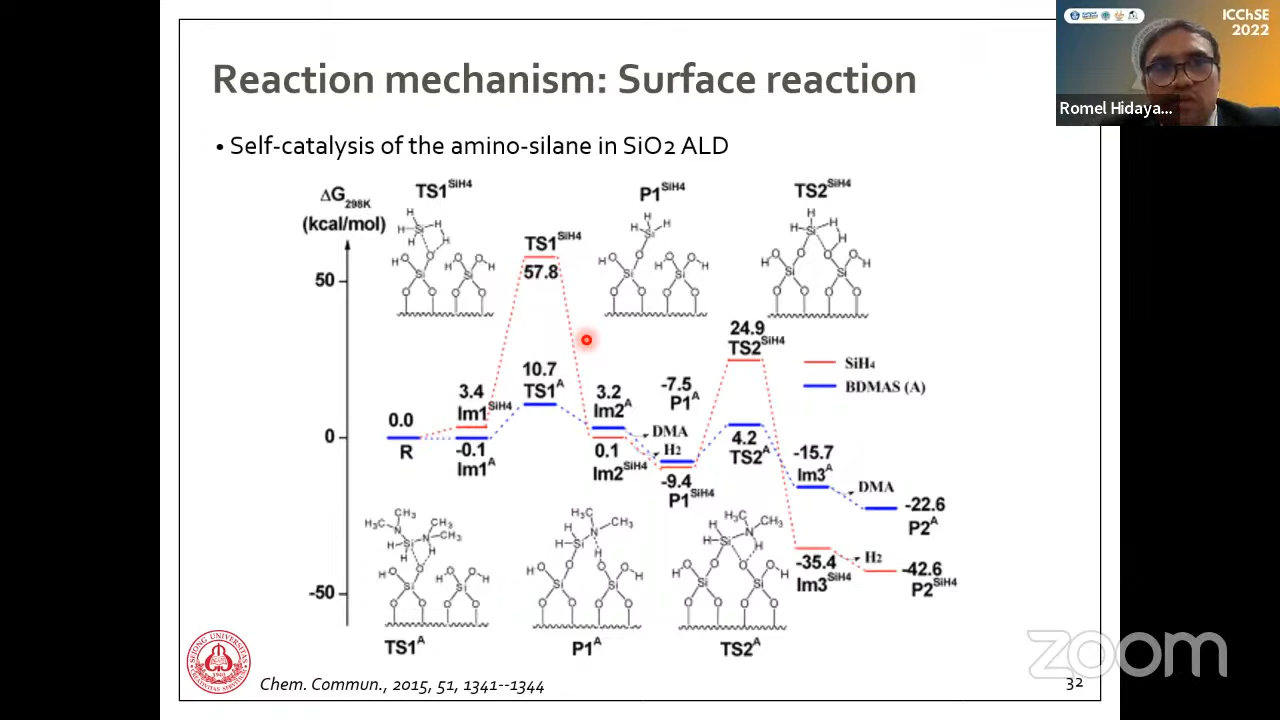 ICChSE
2022
Romel Hidaya...
Reaction mechanism: Surface reaction
• Self-catalysis of the amino-silane in SiO2 ALD
ΔG298K
(kcal/mol)
50
0
-50
TS1SiH4
P1SiH4
TS2SiH4
TS1SiH4
57.8
24.9
TS2SiH4
SiH4
BDMAS (A)
10.7
TS1A
3.4
Im1SiH4
0.0
R
-0.1
Im1A
3.2
Im2A
0.1
Im2SiH4
-7.5
P1A
DMA
H2
-9.4
P1SiH4
4.2
TS2A
-15.7
Im3A
DMA
-22.6
P2A
-35.4
Im3SiH4
H2
-42.6
P2SiH4
TS1A
P1A
TS2A
SEJONG UNIVERSITAS
1940
Chem. Commun., 2015, 51, 1341--1344
32
zoom